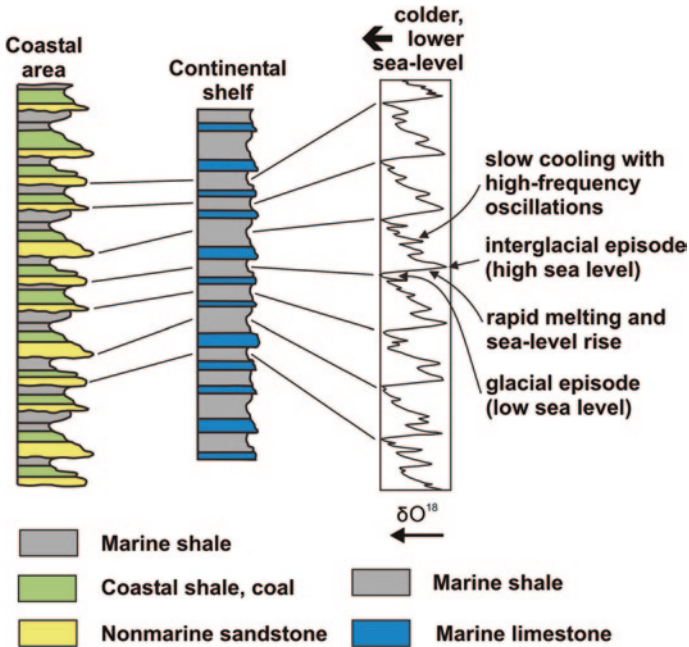 Coastal
area
Continental
shelf
colder,
lower
sea-level
slow cooling with
high-frequency
oscillations
interglacial episode
(high sea level)
rapid melting and
sea-level rise
glacial episode
(low sea level)
δO¹⁸
Marine shale
Coastal shale, coal
Nonmarine sandstone
Marine shale
Marine limestone